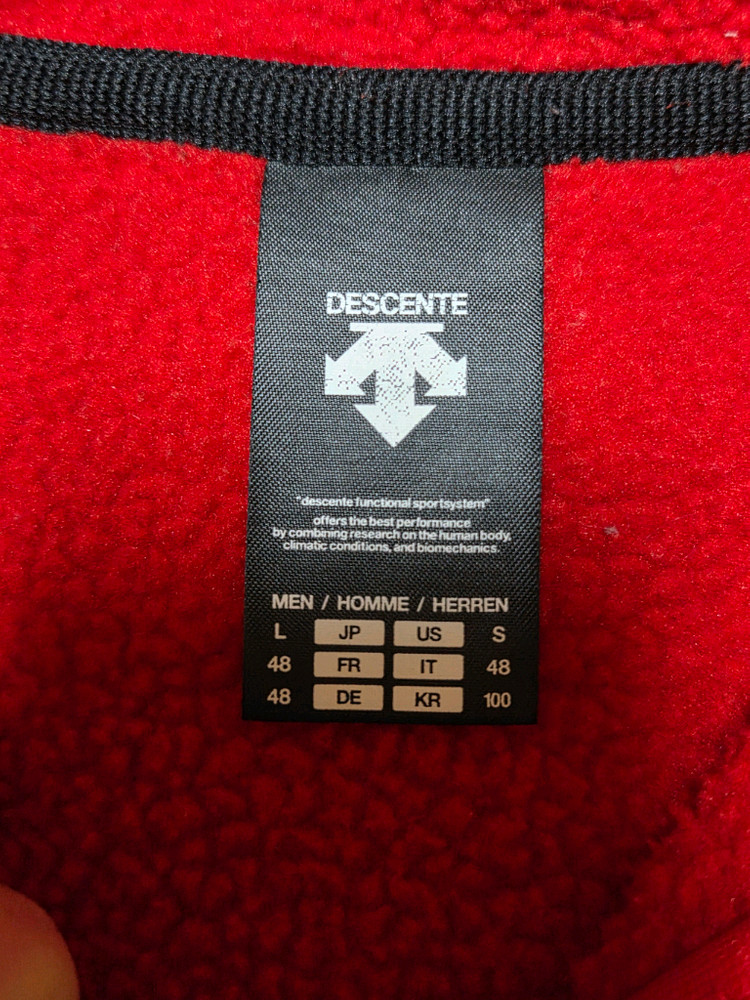 DESCENTE
"descente functional sportsystem"
offers the best performance
by combining research on the human body,
climatic conditions, and biomechanics.
MEN / HOMME / HERREN
L JP US S
48 FR IT 48
48 DE KR 100